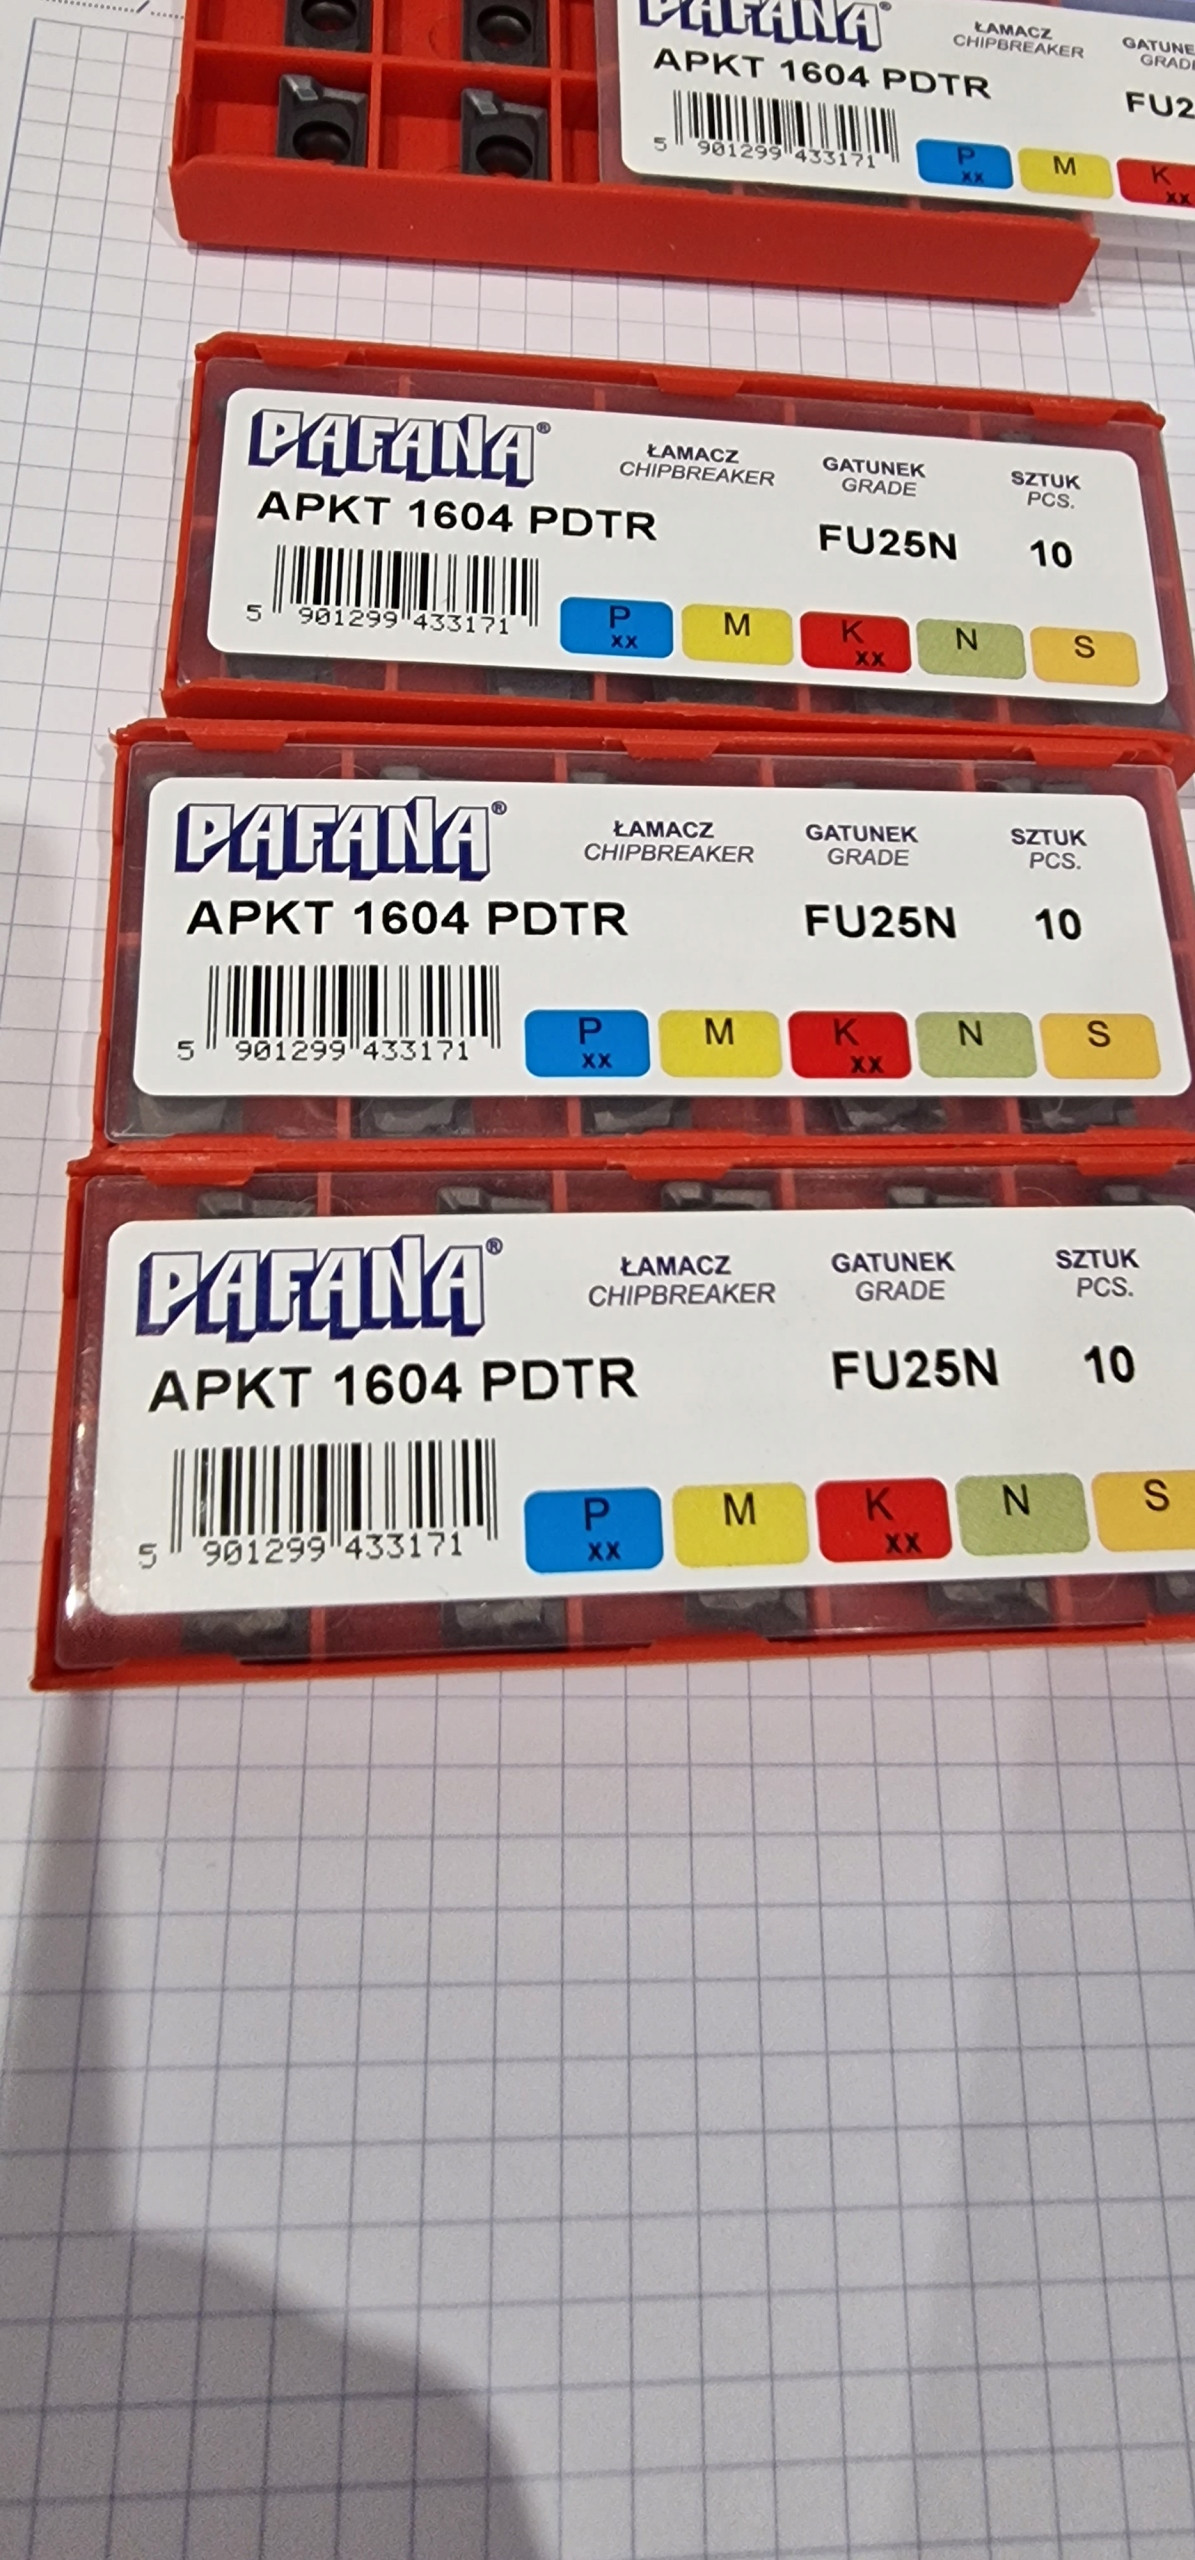 PAFANA®
ŁAMACZ
CHIPBREAKER
GATUNE
GRAD
APKT 1604 PDTR
FU2
5 901299 433171
P M K
xx xx
PAFANA®
ŁAMACZ
CHIPBREAKER
GATUNEK
GRADE
SZTUK
PCS.
APKT 1604 PDTR
FU25N 10
5 901299 433171
P M K N S
xx xx
PAFANA®
ŁAMACZ
CHIPBREAKER
GATUNEK
GRADE
SZTUK
PCS.
APKT 1604 PDTR
FU25N 10
5 901299 433171
P M K N S
xx xx
PAFANA®
ŁAMACZ
CHIPBREAKER
GATUNEK
GRADE
SZTUK
PCS.
APKT 1604 PDTR
FU25N 10
5 901299 433171
P M K N S
xx xx